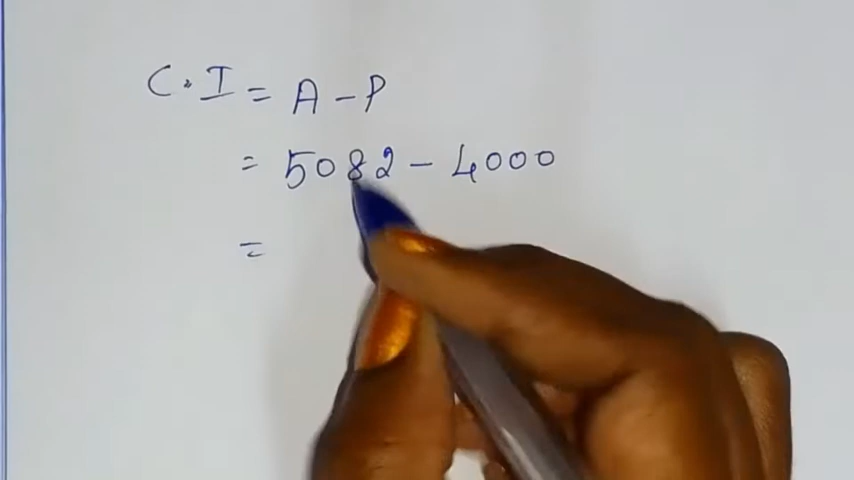 C.I = A - P
= 5082 - 4000
=